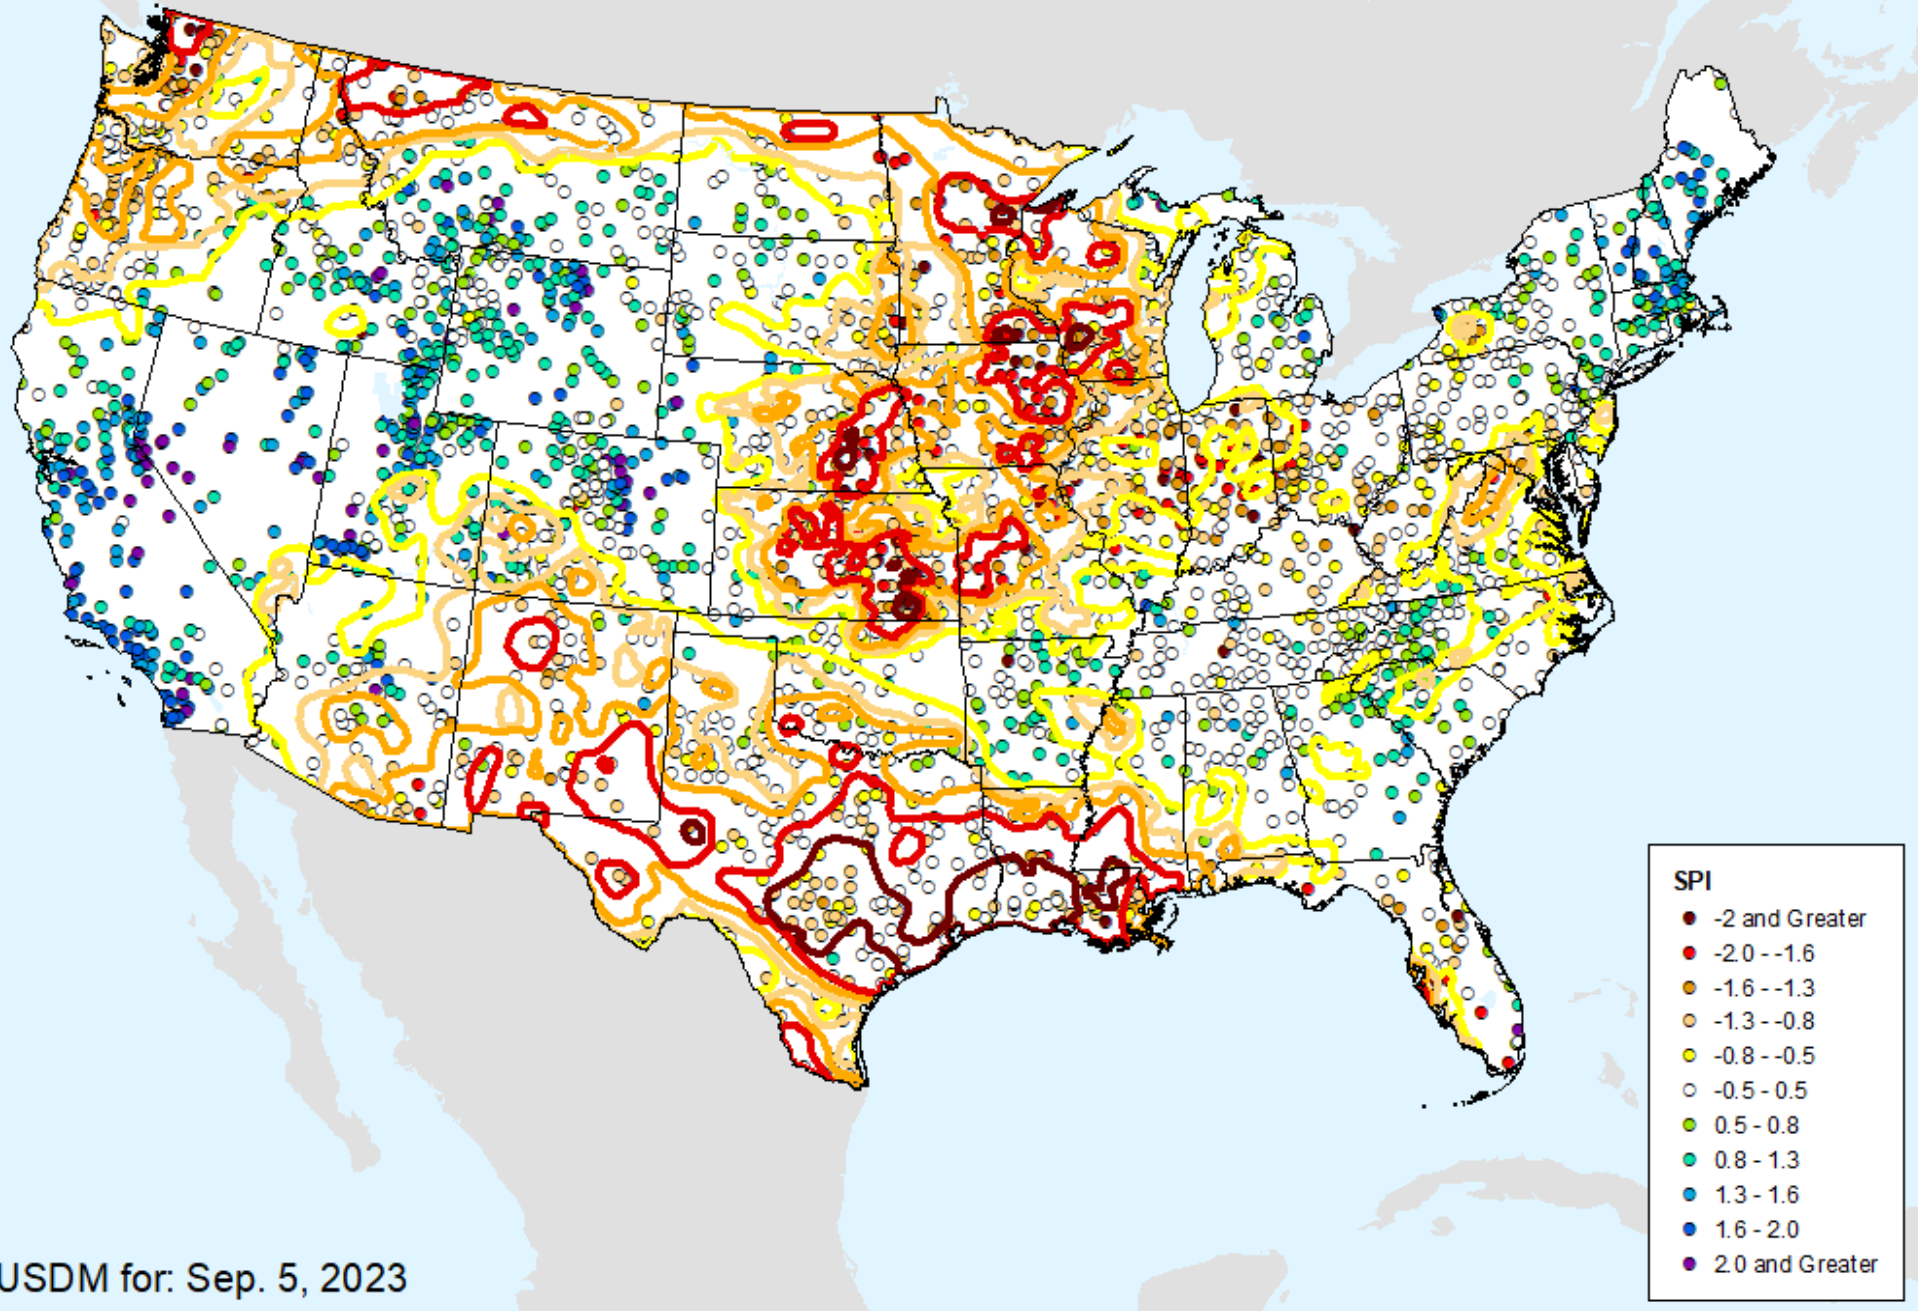 SPI
-2 and Greater
-2.0 - -1.6
-1.6 - -1.3
-1.3 - -0.8
-0.8 - -0.5
-0.5 - 0.5
0.5 - 0.8
0.8 - 1.3
1.3 - 1.6
1.6 - 2.0
2.0 and Greater
USDM for: Sep. 5, 2023